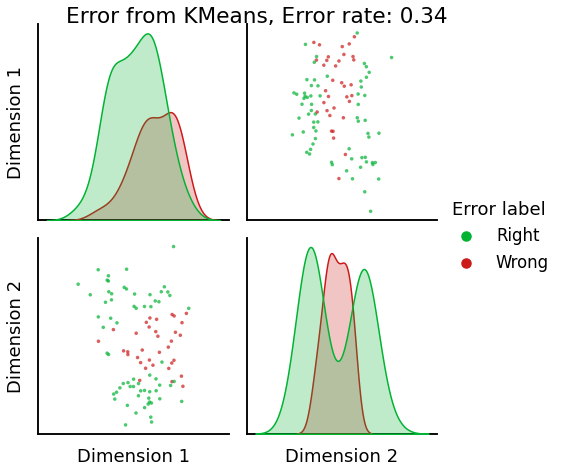 Error from KMeans, Error rate: 0.34
Dimension 1
Error label
Right
Wrong
Dimension 2
Dimension 1
Dimension 2